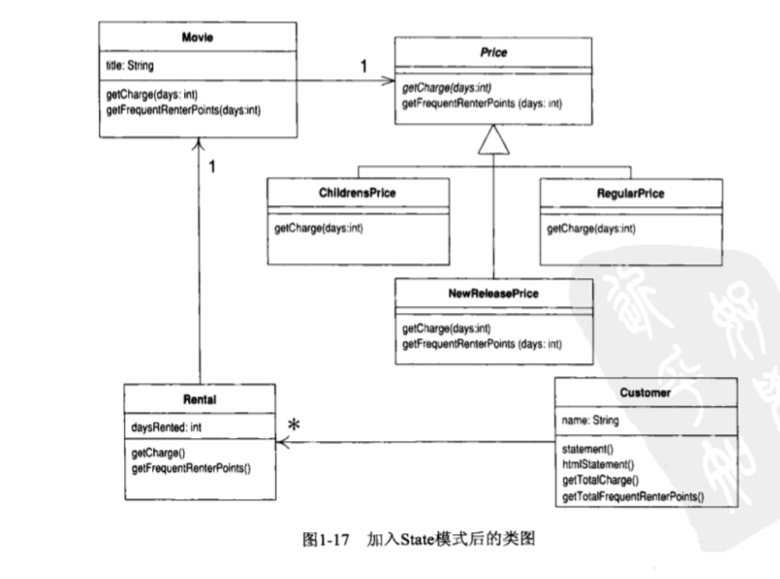 Movie
title: String
getCharge(days: int)
getFrequentRenterPoints(days:int)
1
Price
getCharge(days:int)
getFrequentRenterPoints (days: int)
1
ChildrensPrice
getCharge(days:int)
RegularPrice
getCharge(days:int)
NewReleasePrice
getCharge(days:int)
getFrequentRenterPoints (days: int)
Rental
daysRented: int
getCharge()
getFrequentRenterPoints()
*
Customer
name: String
statement()
htmlStatement()
getTotalCharge()
getTotalFrequentRenterPoints()
图1-17 加入State模式后的类图